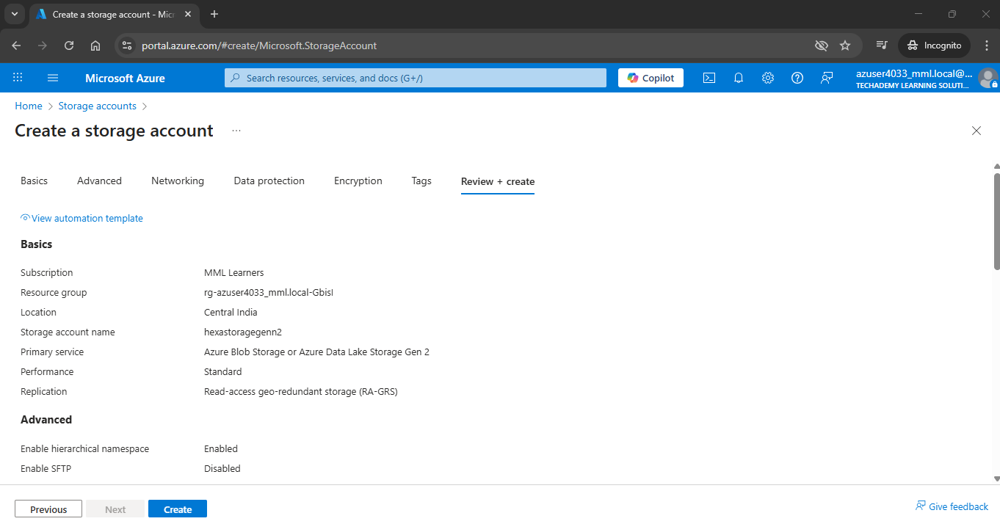 Create a storage account - Mic
portal.azure.com/#create/Microsoft.StorageAccount
Incognito
Microsoft Azure
Search resources, services, and docs (G+/)
Copilot
azuser4033_mml.local@...
TECHADEMY LEARNING SOLUTI...
Home
Storage accounts
Create a storage account
...
Basics
Advanced
Networking
Data protection
Encryption
Tags
Review + create
View automation template
Basics
Subscription MML Learners
Resource group rg-azuser4033_mml.local-GbisI
Location Central India
Storage account name hexastoragegenn2
Primary service Azure Blob Storage or Azure Data Lake Storage Gen 2
Performance Standard
Replication Read-access geo-redundant storage (RA-GRS)
Advanced
Enable hierarchical namespace Enabled
Enable SFTP Disabled
Previous
Next
Create
Give feedback